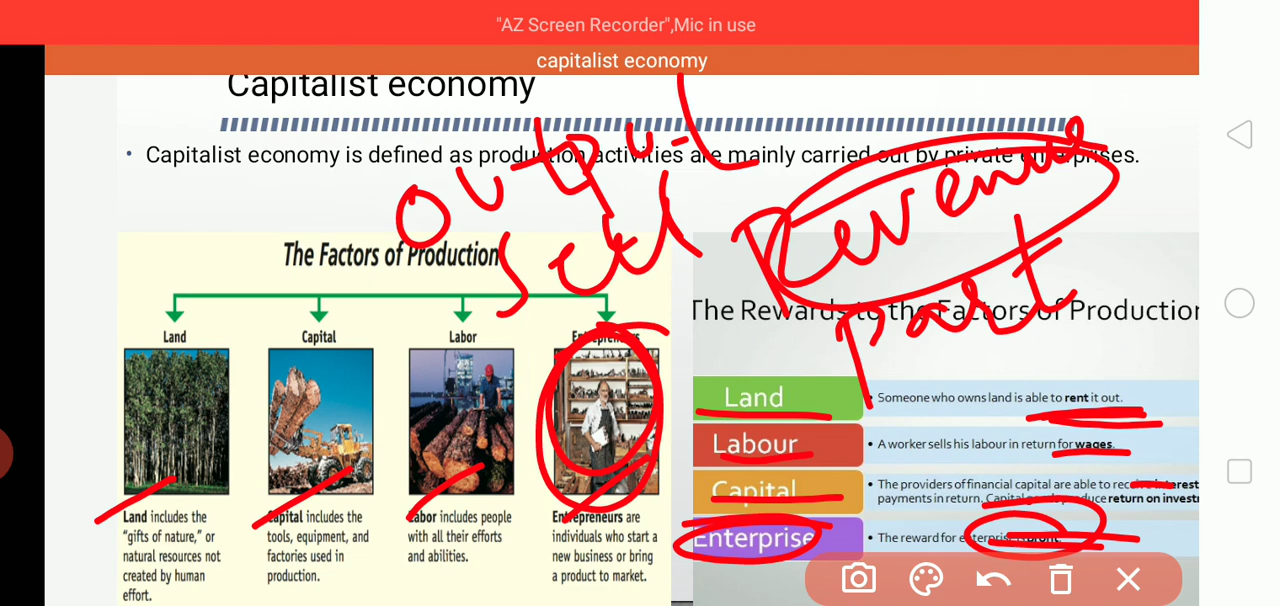 "AZ Screen Recorder",Mic in use
capitalist economy
Capitalist economy
• Capitalist economy is defined as production activities are mainly carried out by private enterprises.
output
sell
Revenue
Part
The Factors of Production
Land
Capital
Labor
Entrepreneurs
Land includes the
"gifts of nature," or
natural resources not
created by human
effort.
Capital includes the
tools, equipment, and
factories used in
production.
Labor includes people
with all their efforts
and abilities.
Entrepreneurs are
individuals who start a
new business or bring
a product to market.
The Rewards to the Factors of Production
Land
• Someone who owns land is able to rent it out.
Labour
• A worker sells his labour in return for wages.
Capital
• The providers of financial capital are able to receive interest
payments in return. Capital produce return on invest
Enterprise
• The reward for enterprise is profit.